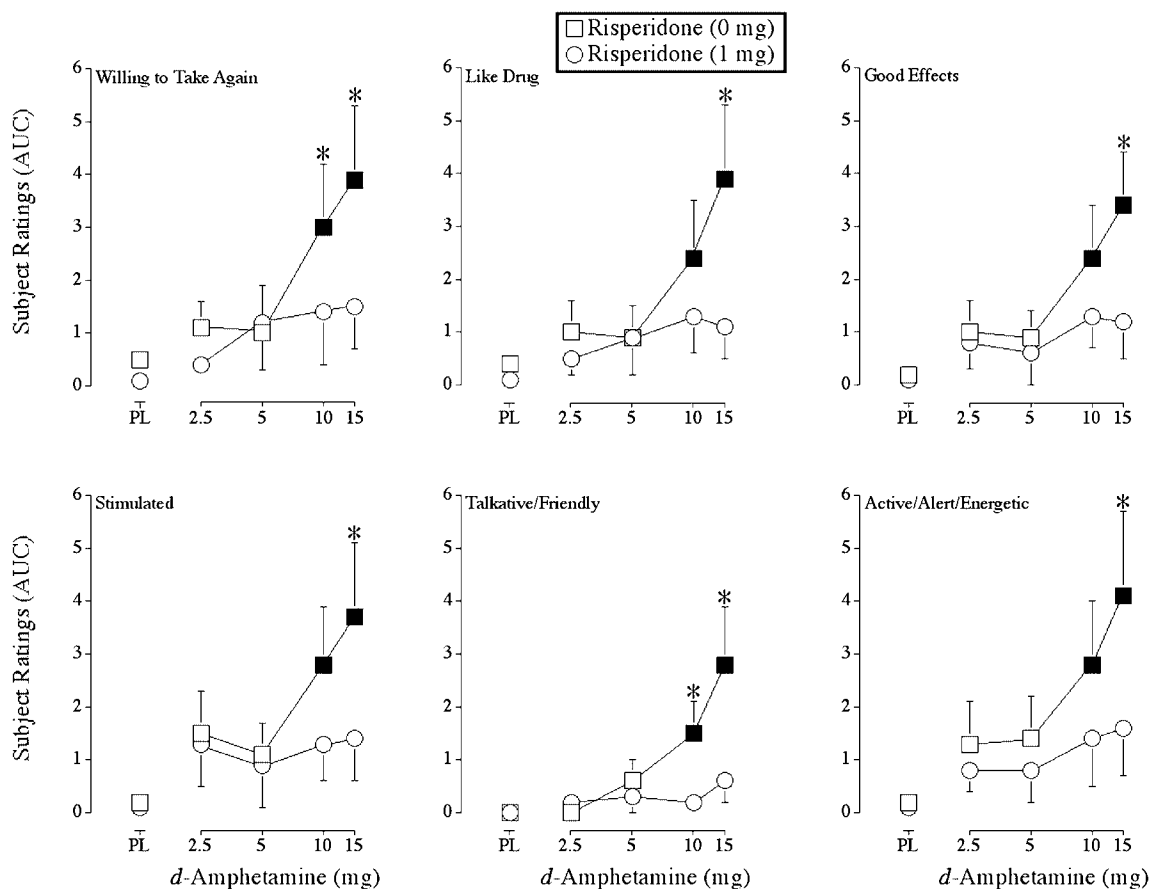 Risperidone (0 mg)
Risperidone (1 mg)
Willing to Take Again
Like Drug
Good Effects
Subject Ratings (AUC)
6
5
4
3
2
1
0
PL 2.5 5 10 15
6
5
4
3
2
1
0
PL 2.5 5 10 15
6
5
4
3
2
1
0
PL 2.5 5 10 15
* * * *
Stimulated
Talkative/Friendly
Active/Alert/Energetic
Subject Ratings (AUC)
6
5
4
3
2
1
0
PL 2.5 5 10 15
6
5
4
3
2
1
0
PL 2.5 5 10 15
6
5
4
3
2
1
0
PL 2.5 5 10 15
* * * *
d-Amphetamine (mg)
d-Amphetamine (mg)
d-Amphetamine (mg)